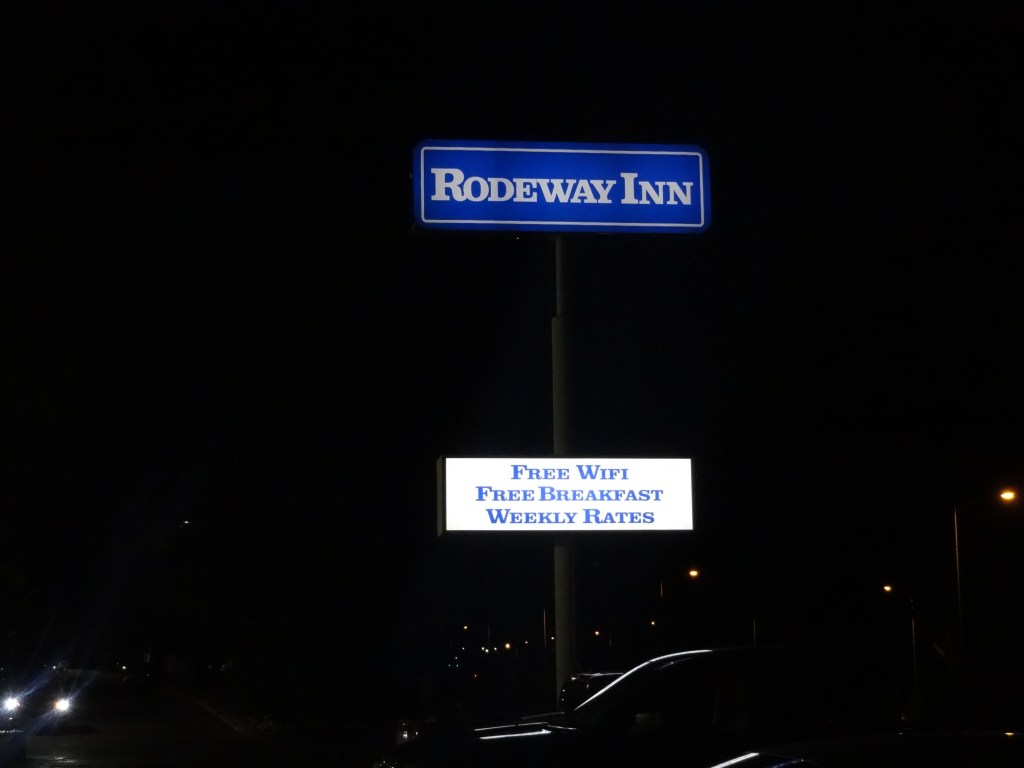 RODEWAY INN
FREE WIFI
FREE BREAKFAST
WEEKLY RATES